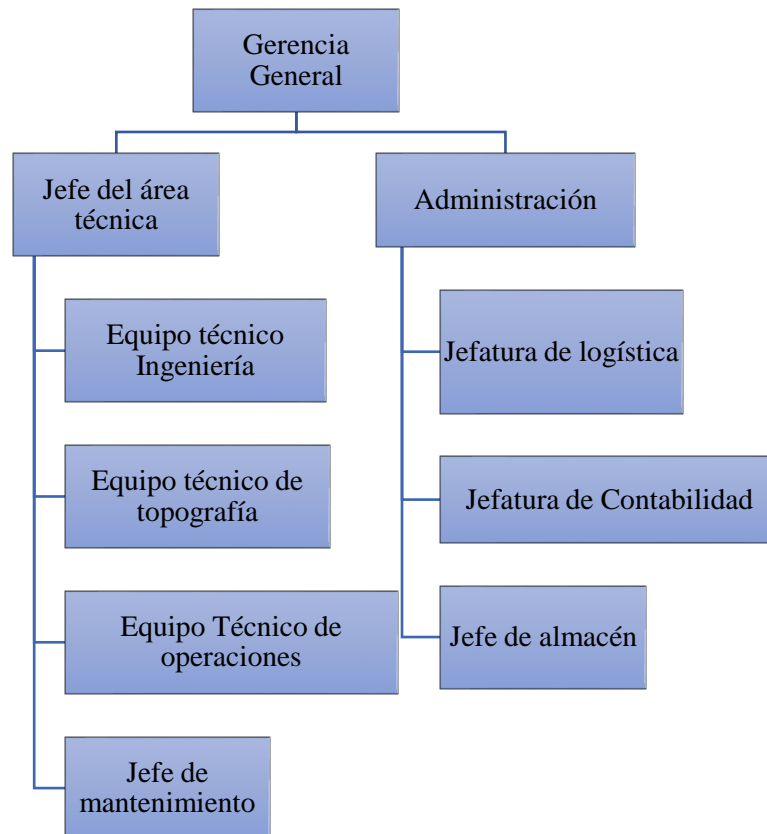 Gerencia
General
Jefe del área
técnica
Administración
Equipo técnico
Ingeniería
Jefatura de logística
Equipo técnico de
topografía
Jefatura de Contabilidad
Equipo Técnico de
operaciones
Jefe de almacén
Jefe de
mantenimiento